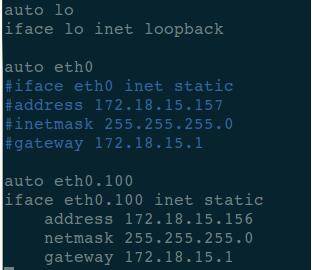 auto lo
iface lo inet loopback

auto eth0
#iface eth0 inet static
#address 172.18.15.157
#inetmask 255.255.255.0
#gateway 172.18.15.1

auto eth0.100
iface eth0.100 inet static
    address 172.18.15.156
    netmask 255.255.255.0
    gateway 172.18.15.1